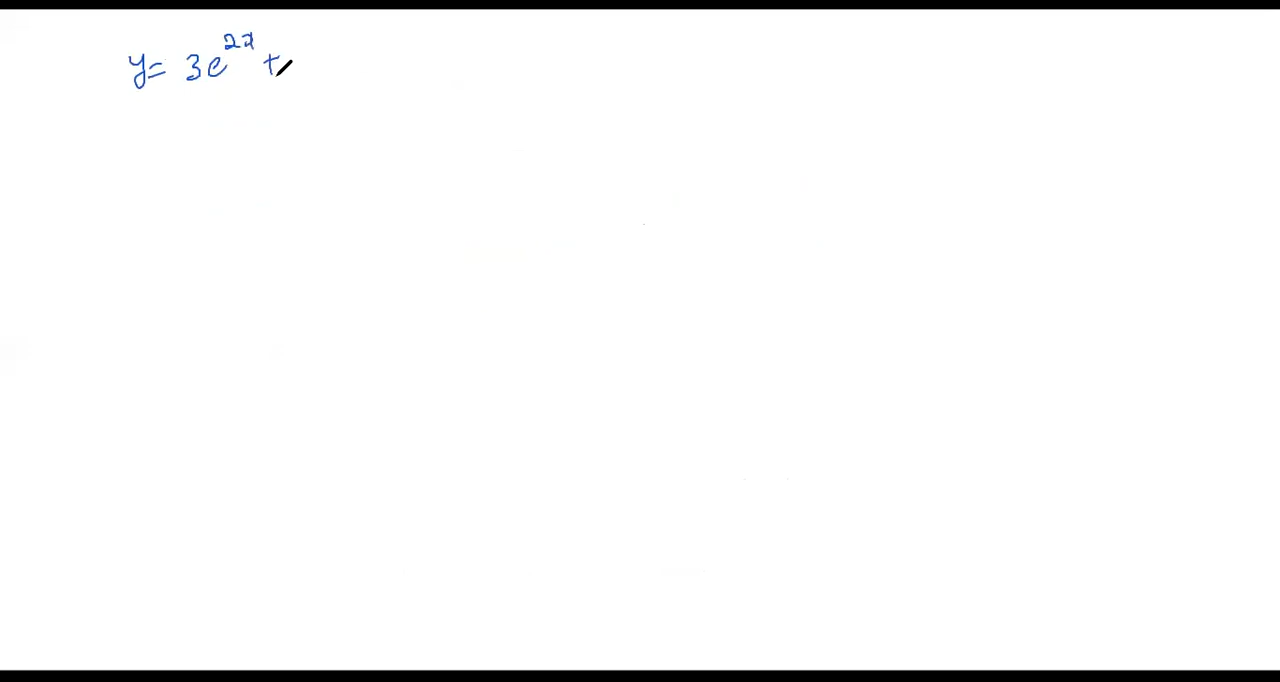 y = 3e^{2x} +